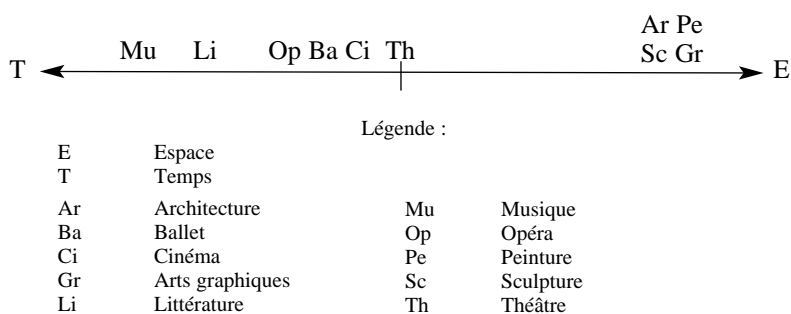 Ar Pe
Mu Li Op Ba Ci Th Sc Gr
T E
Légende :
E Espace
T Temps
Ar Architecture Mu Musique
Ba Ballet Op Opéra
Ci Cinéma Pe Peinture
Gr Arts graphiques Sc Sculpture
Li Littérature Th Théâtre